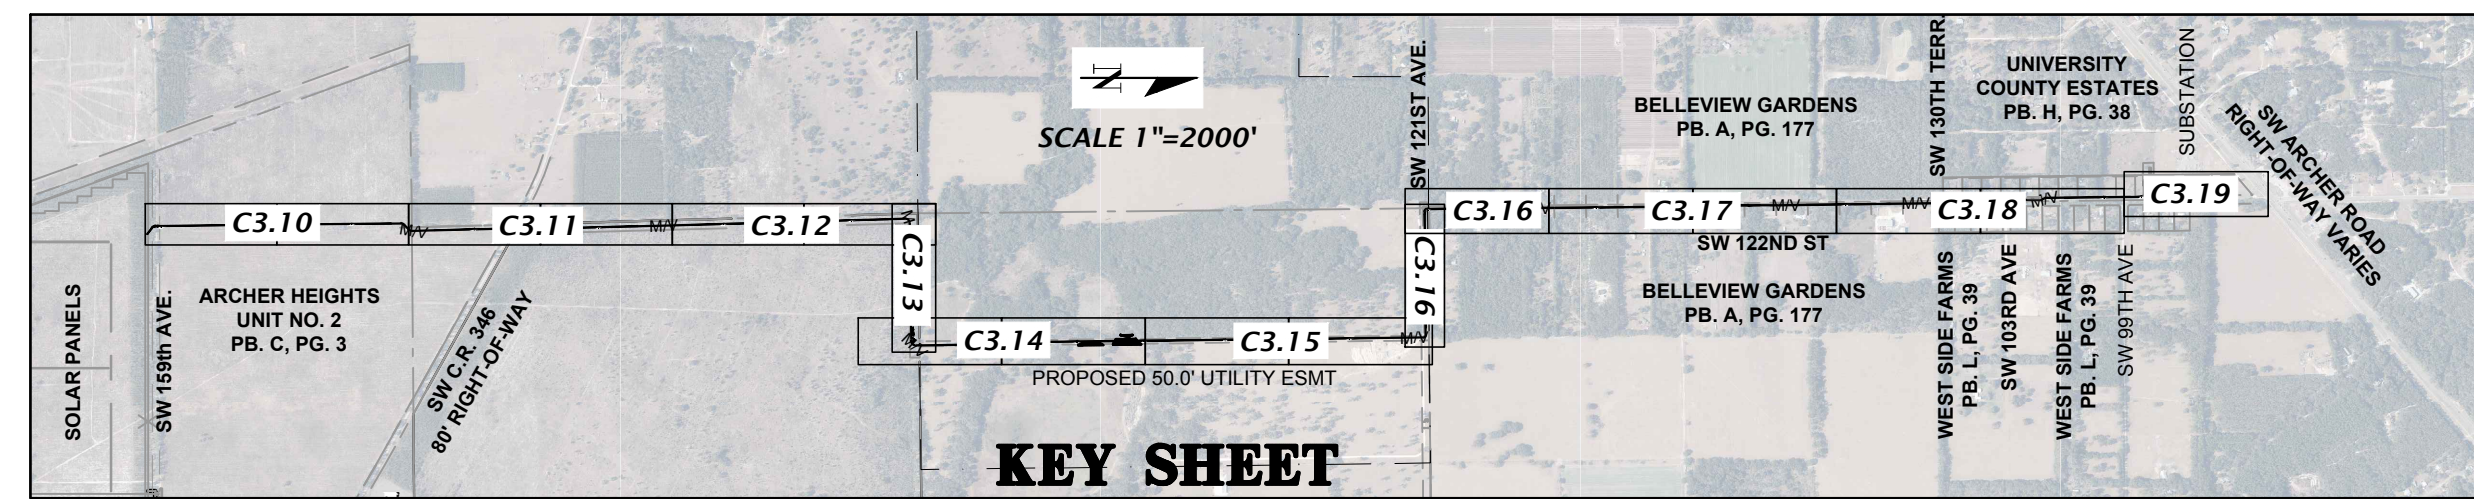 SOLAR PANELS
SW 159th AVE.
ARCHER HEIGHTS
UNIT NO. 2
PB. C, PG. 3
C3.10
M/V
C3.11
SW C.R. 346
80' RIGHT-OF-WAY
M/V
C3.12
C3.13
N
SCALE 1"=2000'
C3.14
C3.15
M/V
PROPOSED 50.0' UTILITY ESMT
KEY SHEET
SW 121ST AVE.
C3.16
C3.16
BELLEVIEW GARDENS
PB. A, PG. 177
C3.17
M/V
SW 122ND ST
BELLEVIEW GARDENS
PB. A, PG. 177
SW 130TH TERR.
M/V
C3.18
M/V
WEST SIDE FARMS
PB. L, PG. 39
SW 103RD AVE
WEST SIDE FARMS
PB. L, PG. 39
SW 99TH AVE
UNIVERSITY
COUNTY ESTATES
PB. H, PG. 38
SUBSTATION
C3.19
SW ARCHER ROAD
RIGHT-OF-WAY VARIES